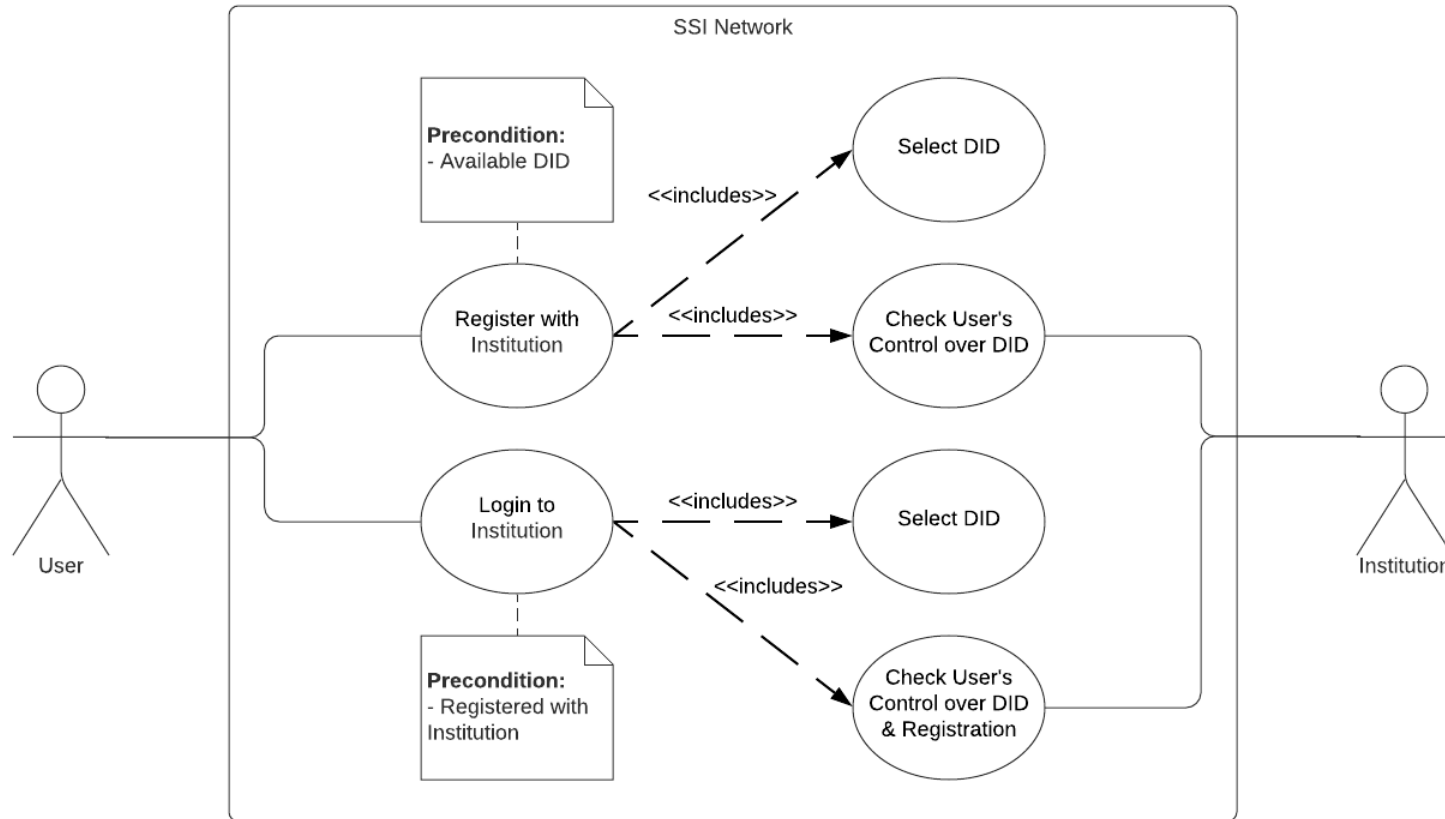 SSI Network
Precondition:
- Available DID
Select DID
<<includes>>
Register with
Institution
<<includes>>
Check User's
Control over DID
User
Institution
Login to
Institution
<<includes>>
Select DID
<<includes>>
Precondition:
- Registered with
Institution
Check User's
Control over DID
& Registration